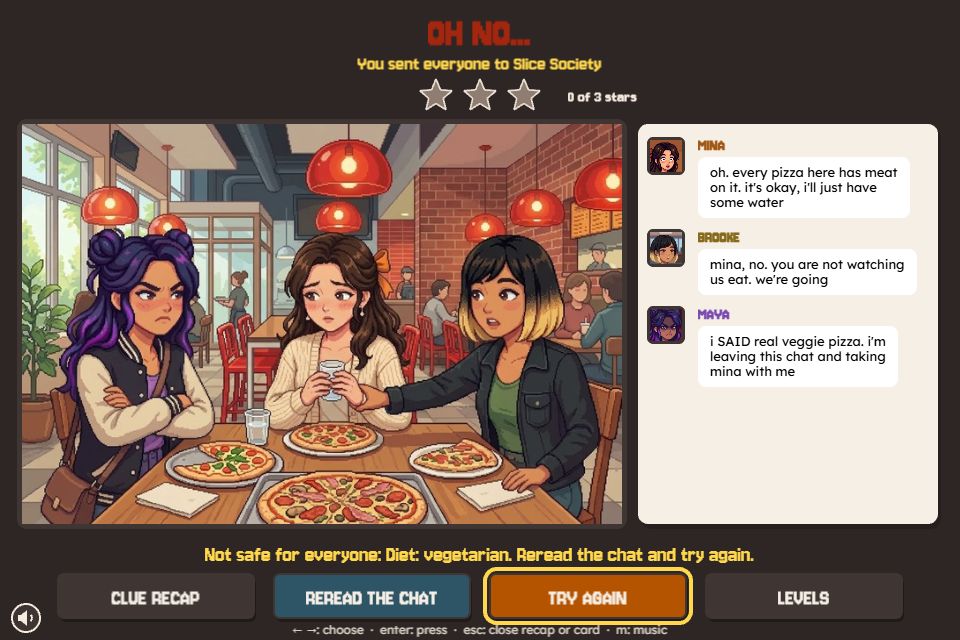 OH NO...
You sent everyone to Slice Society
0 of 3 stars
MINA
oh. every pizza here has meat
on it. it's okay, i'll just have
some water
BROOKE
mina, no. you are not watching
us eat. we're going
MAYA
i SAID real veggie pizza. i'm
leaving this chat and taking
mina with me
Not safe for everyone: Diet: vegetarian. Reread the chat and try again.
CLUE RECAP
REREAD THE CHAT
TRY AGAIN
LEVELS
← →: choose · enter: press · esc: close recap or card · m: music